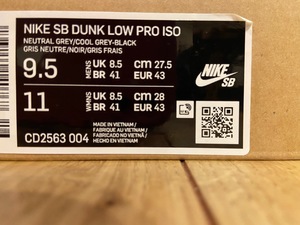 NIKE SB DUNK LOW PRO ISO
NEUTRAL GREY/COOL GREY-BLACK
GRIS NEUTRE/NOIR/GRIS FRAIS
9.5 MENS UK 8.5 cm 27.5
BR 41 EUR 43
11 WMNS UK 8.5 cm 28
BR 41 EUR 43
NIKE
SB
CD2563 004
MADE IN VIETNAM/
FABRIQUE AU VIETNAM/
FABRICADO NO VIETNÃ/
HECHO EN VIETNAM